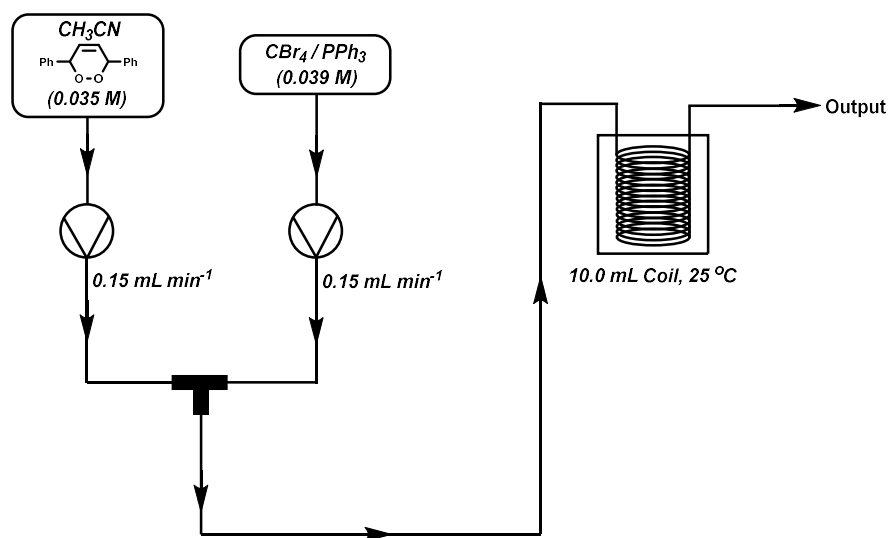 CH3CN
Ph Ph
O-O
(0.035 M)
CBr4 / PPh3
(0.039 M)
0.15 mL min-1
0.15 mL min-1
Output
10.0 mL Coil, 25 °C